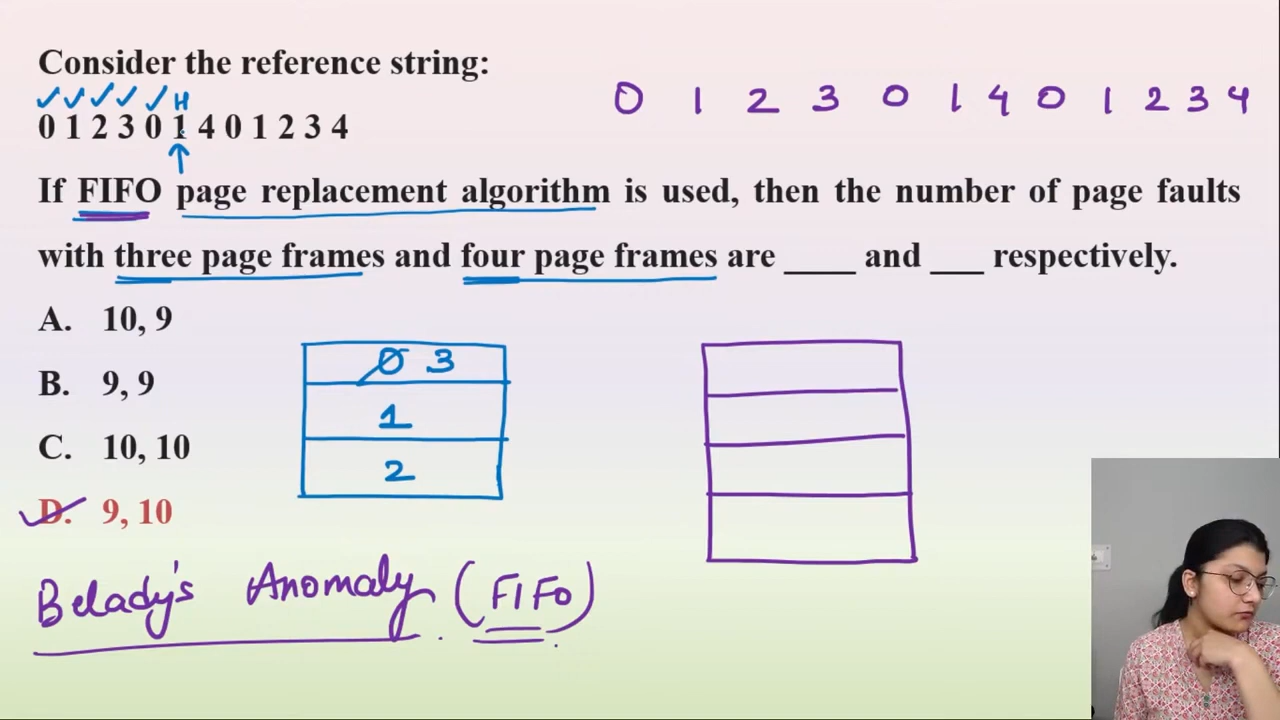 Consider the reference string:
0 1 2 3 0 1 4 0 1 2 3 4
H
0 1 2 3 0 1 4 0 1 2 3 4
If FIFO page replacement algorithm is used, then the number of page faults
with three page frames and four page frames are ____ and ___ respectively.
A. 10, 9
B. 9, 9
C. 10, 10
D. 9, 10
0 3
1
2
Belady's Anomaly (FIFO)